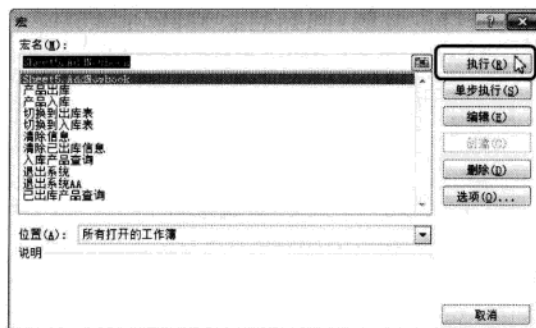 宏
宏名(M):
执行(R)
Sheet5.AddNewbook
产品出库
产品入库
切换到出库表
切换到入库表
清除信息
清除已出库信息
入库产品查询
退出系统
退出系统AA
已出库产品查询
单步执行(S)
编辑(E)
创建(C)
删除(D)
选项(O)...
位置(A): 所有打开的工作簿
说明
取消